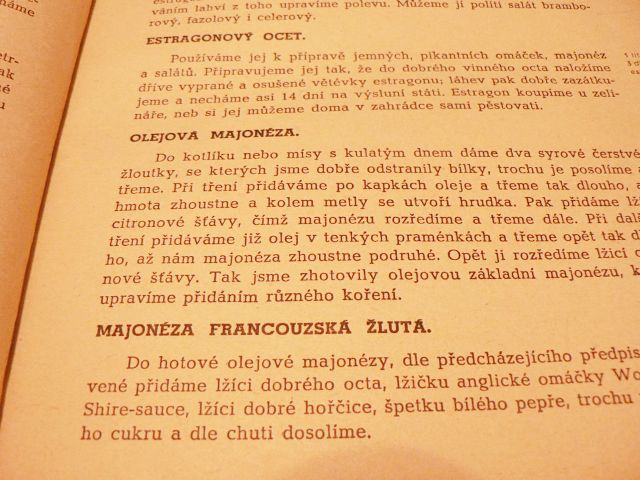 váním lahví z toho upravíme polevu. Můžeme jí políti salát brambo-
rový, fazolový i celerový.
ESTRAGONOVÝ OCET.
Používáme jej k přípravě jemných, pikantních omáček, majonéz
a salátů. Připravujeme jej tak, že do dobrého vinného octa naložíme
dříve vyprané a osušené větévky estragonu; láhev pak dobře zazátku-
jeme a necháme asi 14 dní na výsluní státi. Estragon koupíme u zeli-
náře, neb si jej můžeme doma v zahrádce sami pěstovati.
OLEJOVÁ MAJONÉZA.
Do kotlíku nebo mísy s kulatým dnem dáme dva syrové čerstvé
žloutky, se kterých jsme dobře odstranily bílky, trochu je posolíme a
třeme. Při tření přidáváme po kapkách oleje a třeme tak dlouho, a
hmota zhoustne a kolem metly se utvoří hrudka. Pak přidáme lži
citronové šťávy, čímž majonézu rozředíme a třeme dále. Při dal
tření přidáváme již olej v tenkých praménkách a třeme opět tak dl
ho, až nám majonéza zhoustne podruhé. Opět ji rozředíme lžící c
nové šťávy. Tak jsme zhotovily olejovou základní majonézu, k
upravíme přidáním různého koření.
MAJONÉZA FRANCOUZSKÁ ŽLUTÁ.
Do hotové olejové majonézy, dle předcházejícího předpis
vené přidáme lžíci dobrého octa, lžičku anglické omáčky Wo
Shire-sauce, lžíci dobré hořčice, špetku bílého pepře, trochu
ho cukru a dle chuti dosolíme.